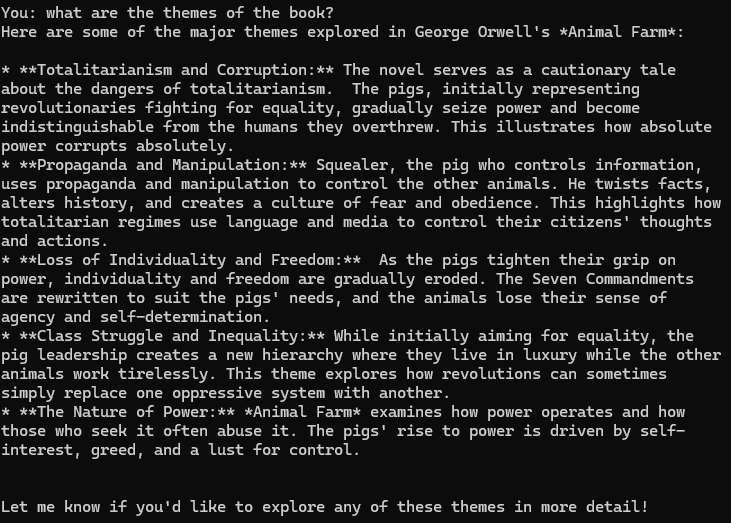 You: what are the themes of the book?
Here are some of the major themes explored in George Orwell's *Animal Farm*:
* **Totalitarianism and Corruption:** The novel serves as a cautionary tale
about the dangers of totalitarianism.  The pigs, initially representing
revolutionaries fighting for equality, gradually seize power and become
indistinguishable from the humans they overthrew. This illustrates how absolute
power corrupts absolutely.
* **Propaganda and Manipulation:** Squealer, the pig who controls information,
uses propaganda and manipulation to control the other animals. He twists facts,
alters history, and creates a culture of fear and obedience. This highlights how
totalitarian regimes use language and media to control their citizens' thoughts
and actions.
* **Loss of Individuality and Freedom:**  As the pigs tighten their grip on
power, individuality and freedom are gradually eroded. The Seven Commandments
are rewritten to suit the pigs' needs, and the animals lose their sense of
agency and self-determination.
* **Class Struggle and Inequality:** While initially aiming for equality, the
pig leadership creates a new hierarchy where they live in luxury while the other
animals work tirelessly. This theme explores how revolutions can sometimes
simply replace one oppressive system with another.
* **The Nature of Power:** *Animal Farm* examines how power operates and how
those who seek it often abuse it. The pigs' rise to power is driven by self-
interest, greed, and a lust for control.
Let me know if you'd like to explore any of these themes in more detail!